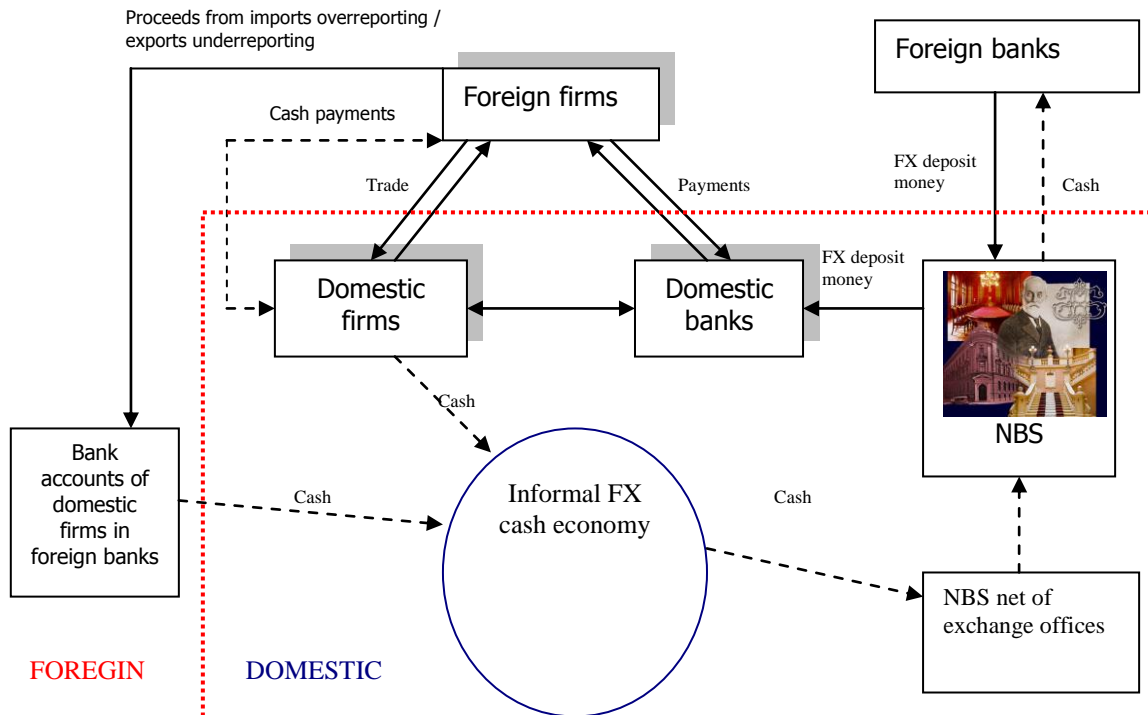 Proceeds from imports overreporting /
exports underreporting
Foreign banks
Foreign firms
Cash payments
FX deposit
money
Cash
Trade
Payments
FX deposit
money
Domestic
firms
Domestic
banks
NBS
Cash
Bank
accounts of
domestic
firms in
foreign banks
Cash
Informal FX
cash economy
Cash
NBS net of
exchange offices
FOREGIN
DOMESTIC